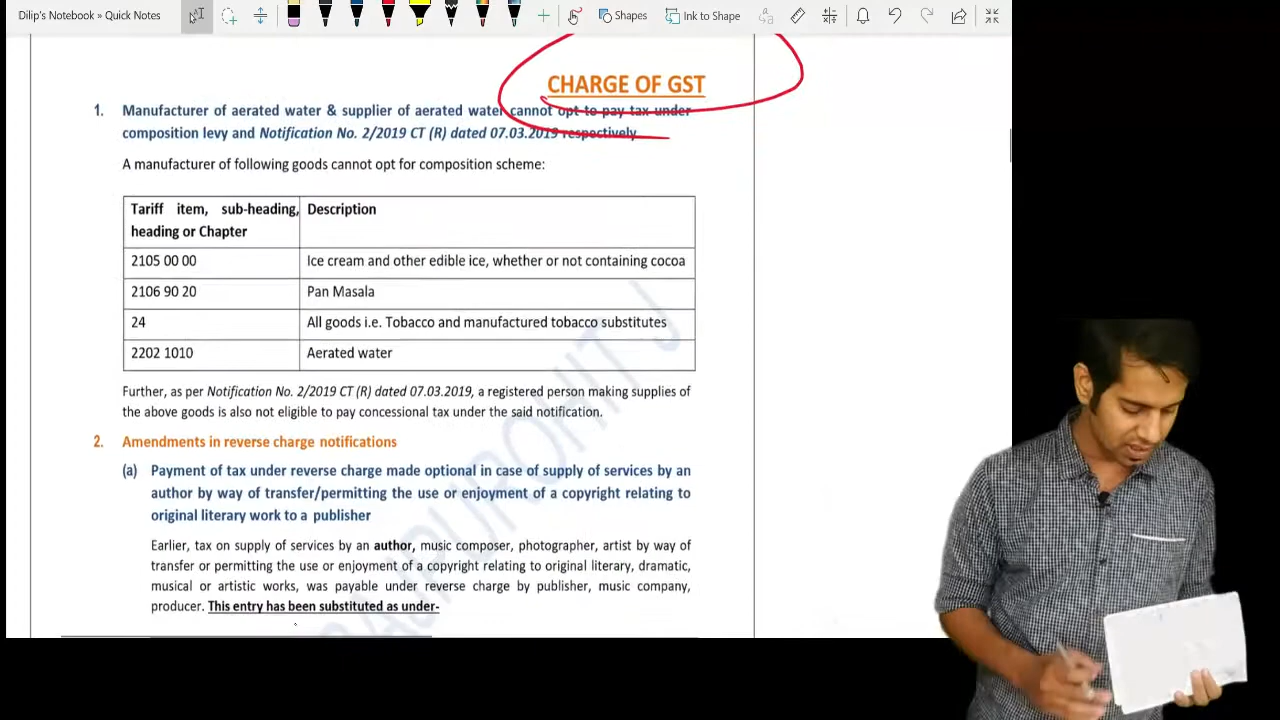 Dilip's Notebook » Quick Notes
Shapes
Ink to Shape
CHARGE OF GST
1. Manufacturer of aerated water & supplier of aerated water cannot opt to pay tax under
composition levy and Notification No. 2/2019 CT (R) dated 07.03.2019 respectively.
A manufacturer of following goods cannot opt for composition scheme:
Tariff item, sub-heading, heading or Chapter
Description
2105 00 00
Ice cream and other edible ice, whether or not containing cocoa
2106 90 20
Pan Masala
24
All goods i.e. Tobacco and manufactured tobacco substitutes
2202 1010
Aerated water
Further, as per Notification No. 2/2019 CT (R) dated 07.03.2019, a registered person making supplies of
the above goods is also not eligible to pay concessional tax under the said notification.
2. Amendments in reverse charge notifications
(a) Payment of tax under reverse charge made optional in case of supply of services by an
author by way of transfer/permitting the use or enjoyment of a copyright relating to
original literary work to a publisher
Earlier, tax on supply of services by an author, music composer, photographer, artist by way of
transfer or permitting the use or enjoyment of a copyright relating to original literary, dramatic,
musical or artistic works, was payable under reverse charge by publisher, music company,
producer. This entry has been substituted as under-